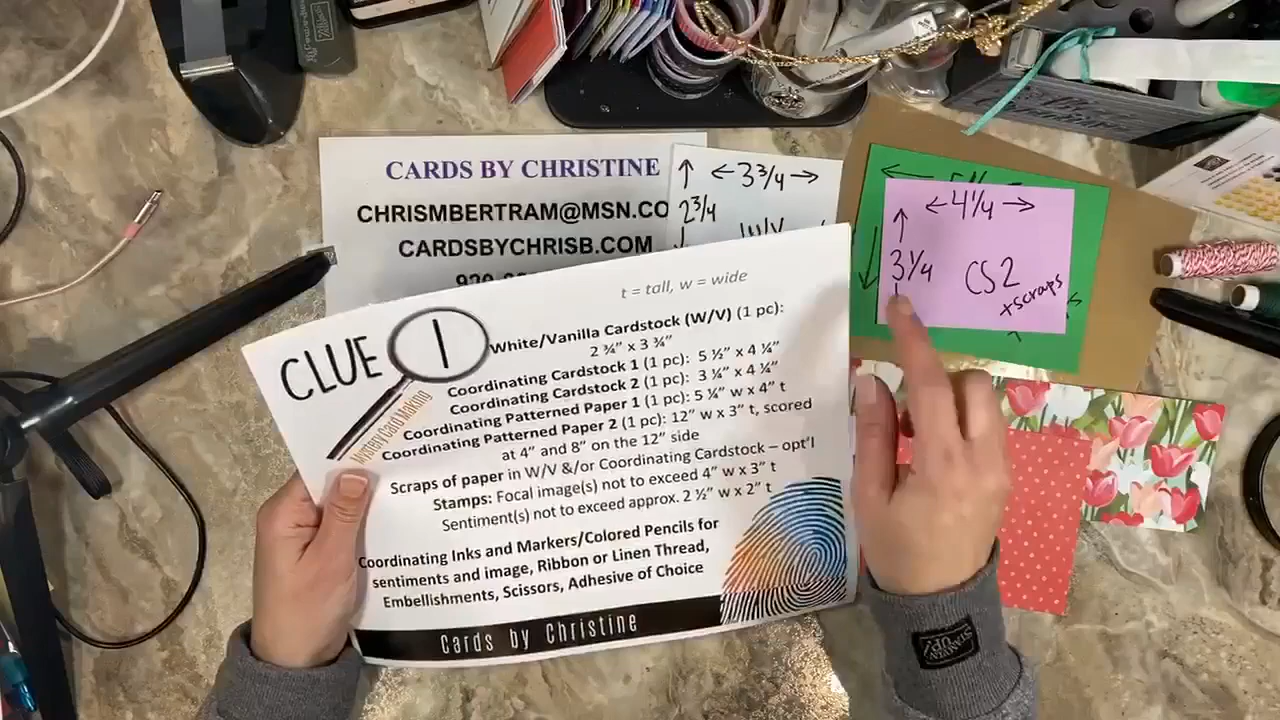 CARDS BY CHRISTINE
CHRISMBERTRAM@MSN.CO
CARDSBYCHRISB.COM
↑ ← 3 3/4 →
2 3/4
W/V
← 4 1/4 →
↑
3 1/4
CS2
+scraps
CLUE 1
Mystery Card Making
t = tall, w = wide
White/Vanilla Cardstock (W/V) (1 pc):
2 ¾" x 3 ¾"
Coordinating Cardstock 1 (1 pc): 5 ½" x 4 ¼"
Coordinating Cardstock 2 (1 pc): 3 ¼" x 4 ¼"
Coordinating Patterned Paper 1 (1 pc): 5 ¼" w x 4" t
Coordinating Patterned Paper 2 (1 pc): 12" w x 3" t, scored
at 4" and 8" on the 12" side
Scraps of paper in W/V &/or Coordinating Cardstock – opt'l
Stamps: Focal image(s) not to exceed 4" w x 3" t
Sentiment(s) not to exceed approx. 2 ½" w x 2" t
Coordinating Inks and Markers/Colored Pencils for
sentiments and image, Ribbon or Linen Thread,
Embellishments, Scissors, Adhesive of Choice
Cards by Christine
STAMPIN' UP!